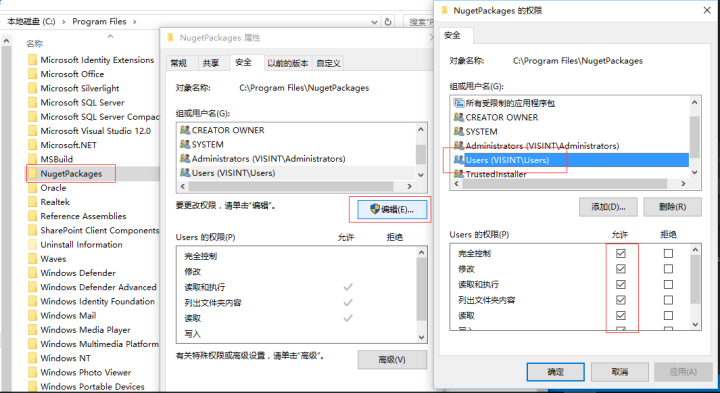 本地磁盘 (C:) › Program Files ›
搜索"P
名称
Microsoft Identity Extensions
Microsoft Office
Microsoft Silverlight
Microsoft SQL Server
Microsoft SQL Server Compac
Microsoft Visual Studio 12.0
Microsoft.NET
MSBuild
NugetPackages
Oracle
Realtek
Reference Assemblies
SharePoint Client Components
Uninstall Information
Waves
Windows Defender
Windows Defender Advanced
Windows Identity Foundation
Windows Mail
Windows Media Player
Windows Multimedia Platform
Windows NT
Windows Photo Viewer
Windows Portable Devices
NugetPackages 属性
常规 共享 安全 以前的版本 自定义
对象名称: C:\Program Files\NugetPackages
组或用户名(G):
CREATOR OWNER
SYSTEM
Administrators (VISINT\Administrators)
Users (VISINT\Users)
要更改权限，请单击"编辑"。
编辑(E)...
Users 的权限(P) 允许 拒绝
完全控制
修改
读取和执行
列出文件夹内容
读取
写入
有关特殊权限或高级设置，请单击"高级"。
高级(V)
NugetPackages 的权限
安全
对象名称: C:\Program Files\NugetPackages
组或用户名(G):
所有受限制的应用程序包
CREATOR OWNER
SYSTEM
Administrators (VISINT\Administrators)
Users (VISINT\Users)
TrustedInstaller
添加(D)... 删除(R)
Users 的权限(P) 允许 拒绝
完全控制
修改
读取和执行
列出文件夹内容
读取
写入
确定 取消 应用(A)